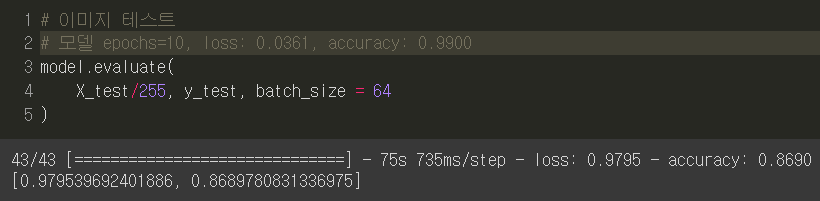 1 # 이미지 테스트
2 # 모델 epochs=10, loss: 0.0361, accuracy: 0.9900
3 model.evaluate(
4     X_test/255, y_test, batch_size = 64
5 )
43/43 [==============================] - 75s 735ms/step - loss: 0.9795 - accuracy: 0.8690
[0.979539692401886, 0.8689780831336975]